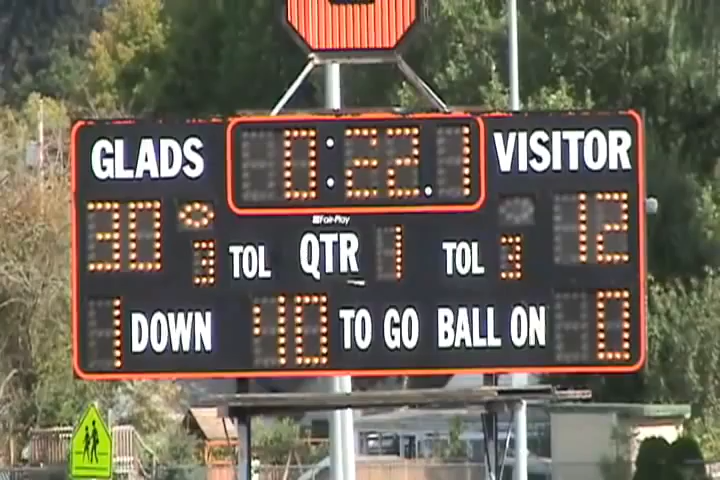 GLADS 0:22.1 VISITOR
Fair-Play
30 3 TOL QTR 1 TOL 3 12
1 DOWN 40 TO GO BALL ON 0